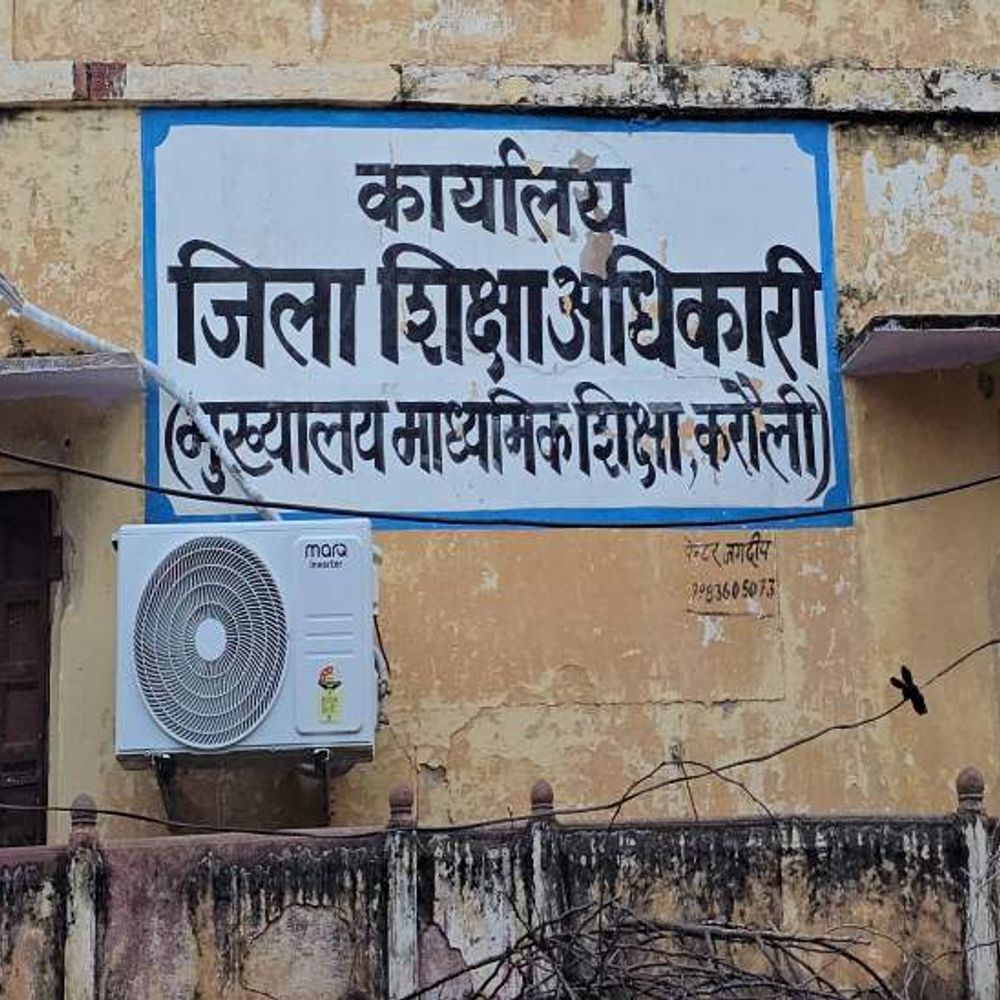 कार्यालय
जिला शिक्षा अधिकारी
(मुख्यालय माध्यमिक शिक्षा, करौली)
marq
inverter
पेन्टर जगदीप
9983605073